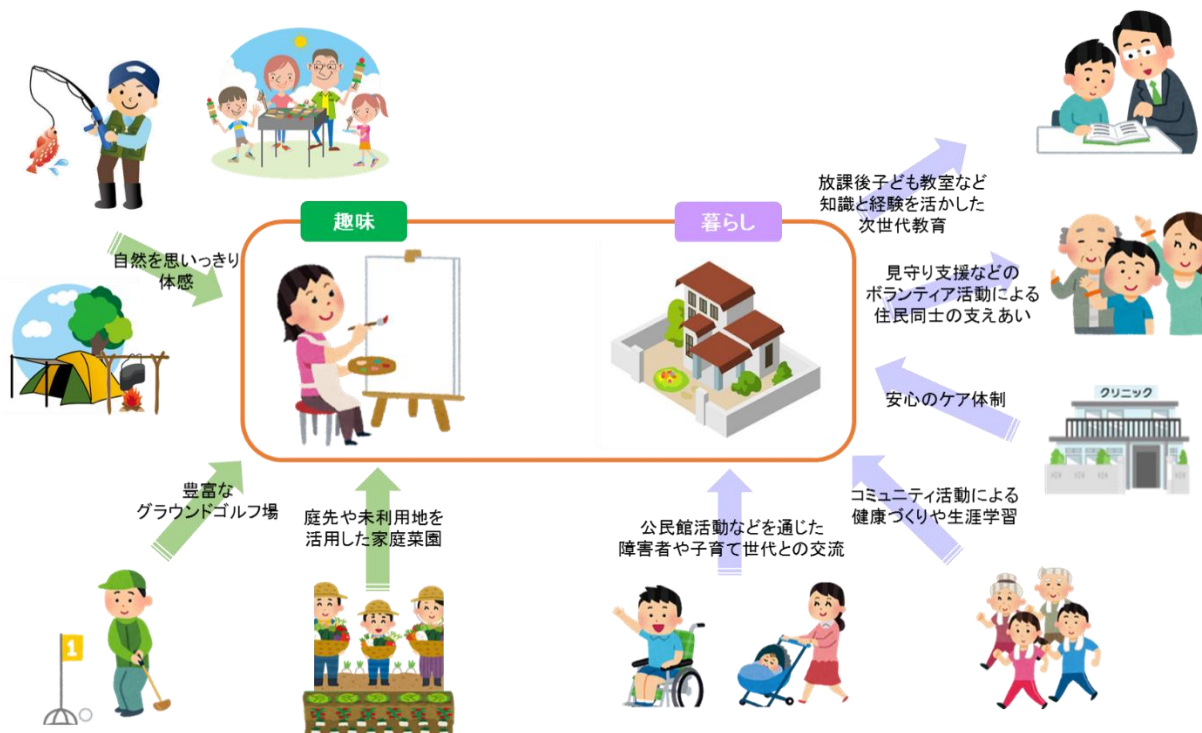 趣味
暮らし
放課後子ども教室など
知識と経験を活かした
次世代教育
自然を思いっきり
体感
見守り支援などの
ボランティア活動による
住民同士の支えあい
安心のケア体制
クリニック
豊富な
グラウンドゴルフ場
庭先や未利用地を
活用した家庭菜園
公民館活動などを通じた
障害者や子育て世代との交流
コミュニティ活動による
健康づくりや生涯学習
1